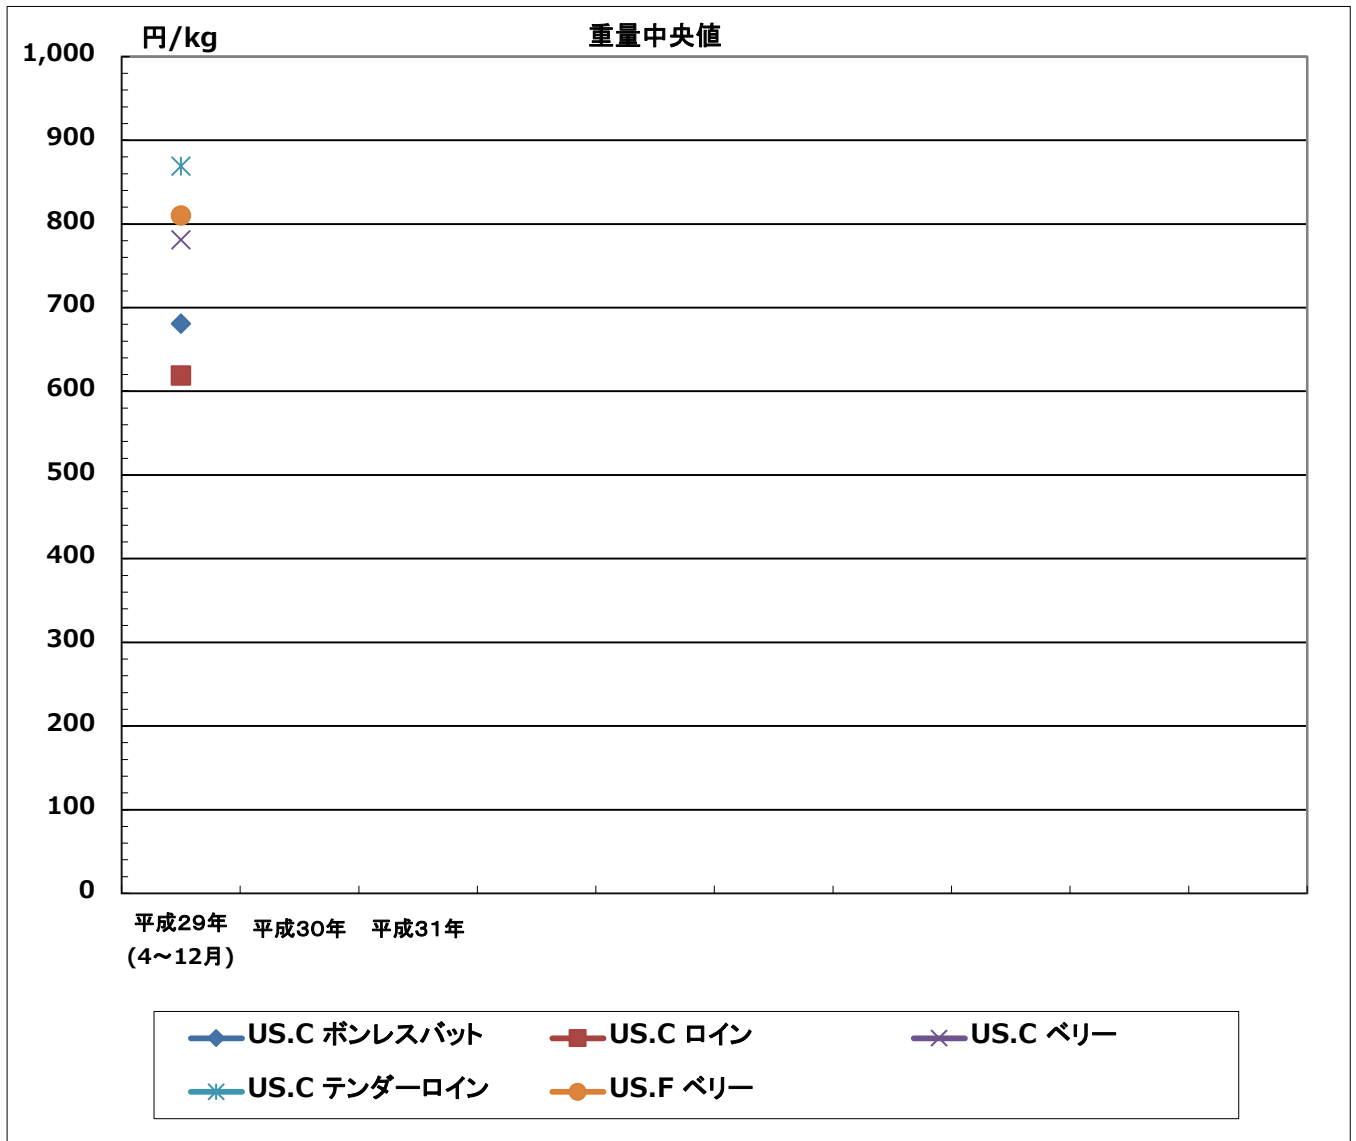 円/kg
重量中央値
1,000
900
800
700
600
500
400
300
200
100
0
平成29年
(4～12月)
平成30年
平成31年
US.C ボンレスバット
US.C ロイン
US.C ベリー
US.C テンダーロイン
US.F ベリー